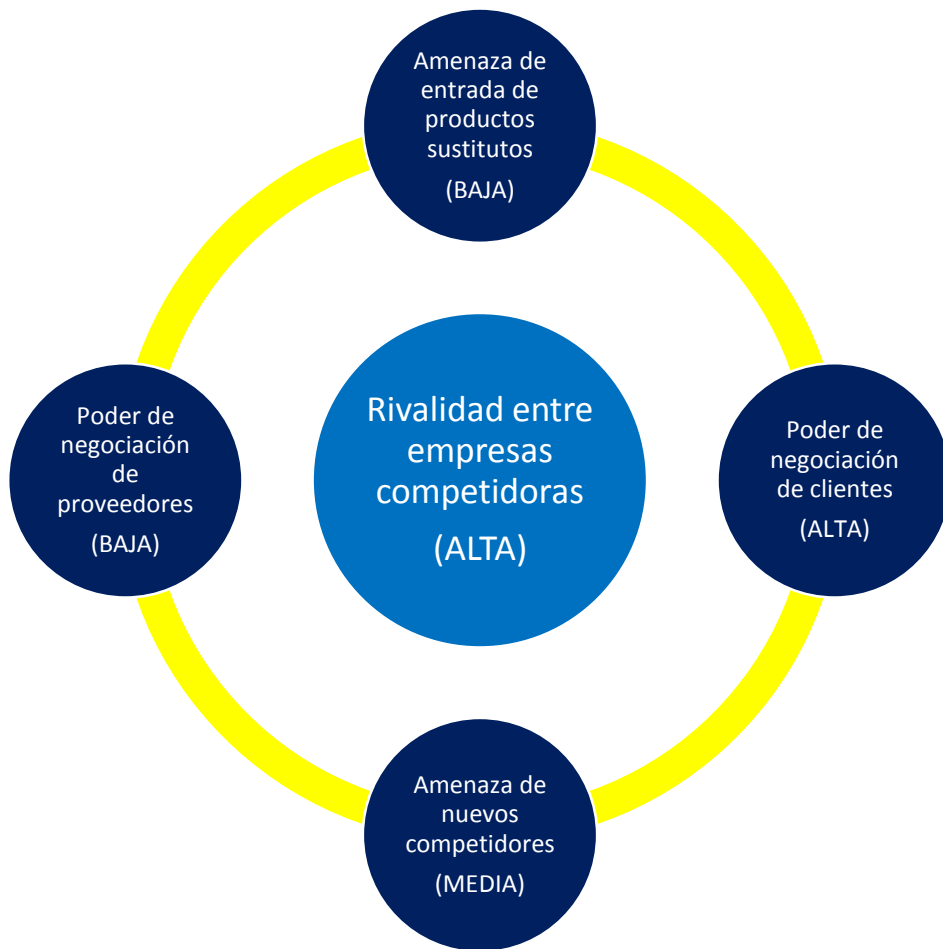 Amenaza de
entrada de
productos
sustitutos
(BAJA)
Poder de
negociación
de
proveedores
(BAJA)
Rivalidad entre
empresas
competidoras
(ALTA)
Poder de
negociación
de clientes
(ALTA)
Amenaza de
nuevos
competidores
(MEDIA)